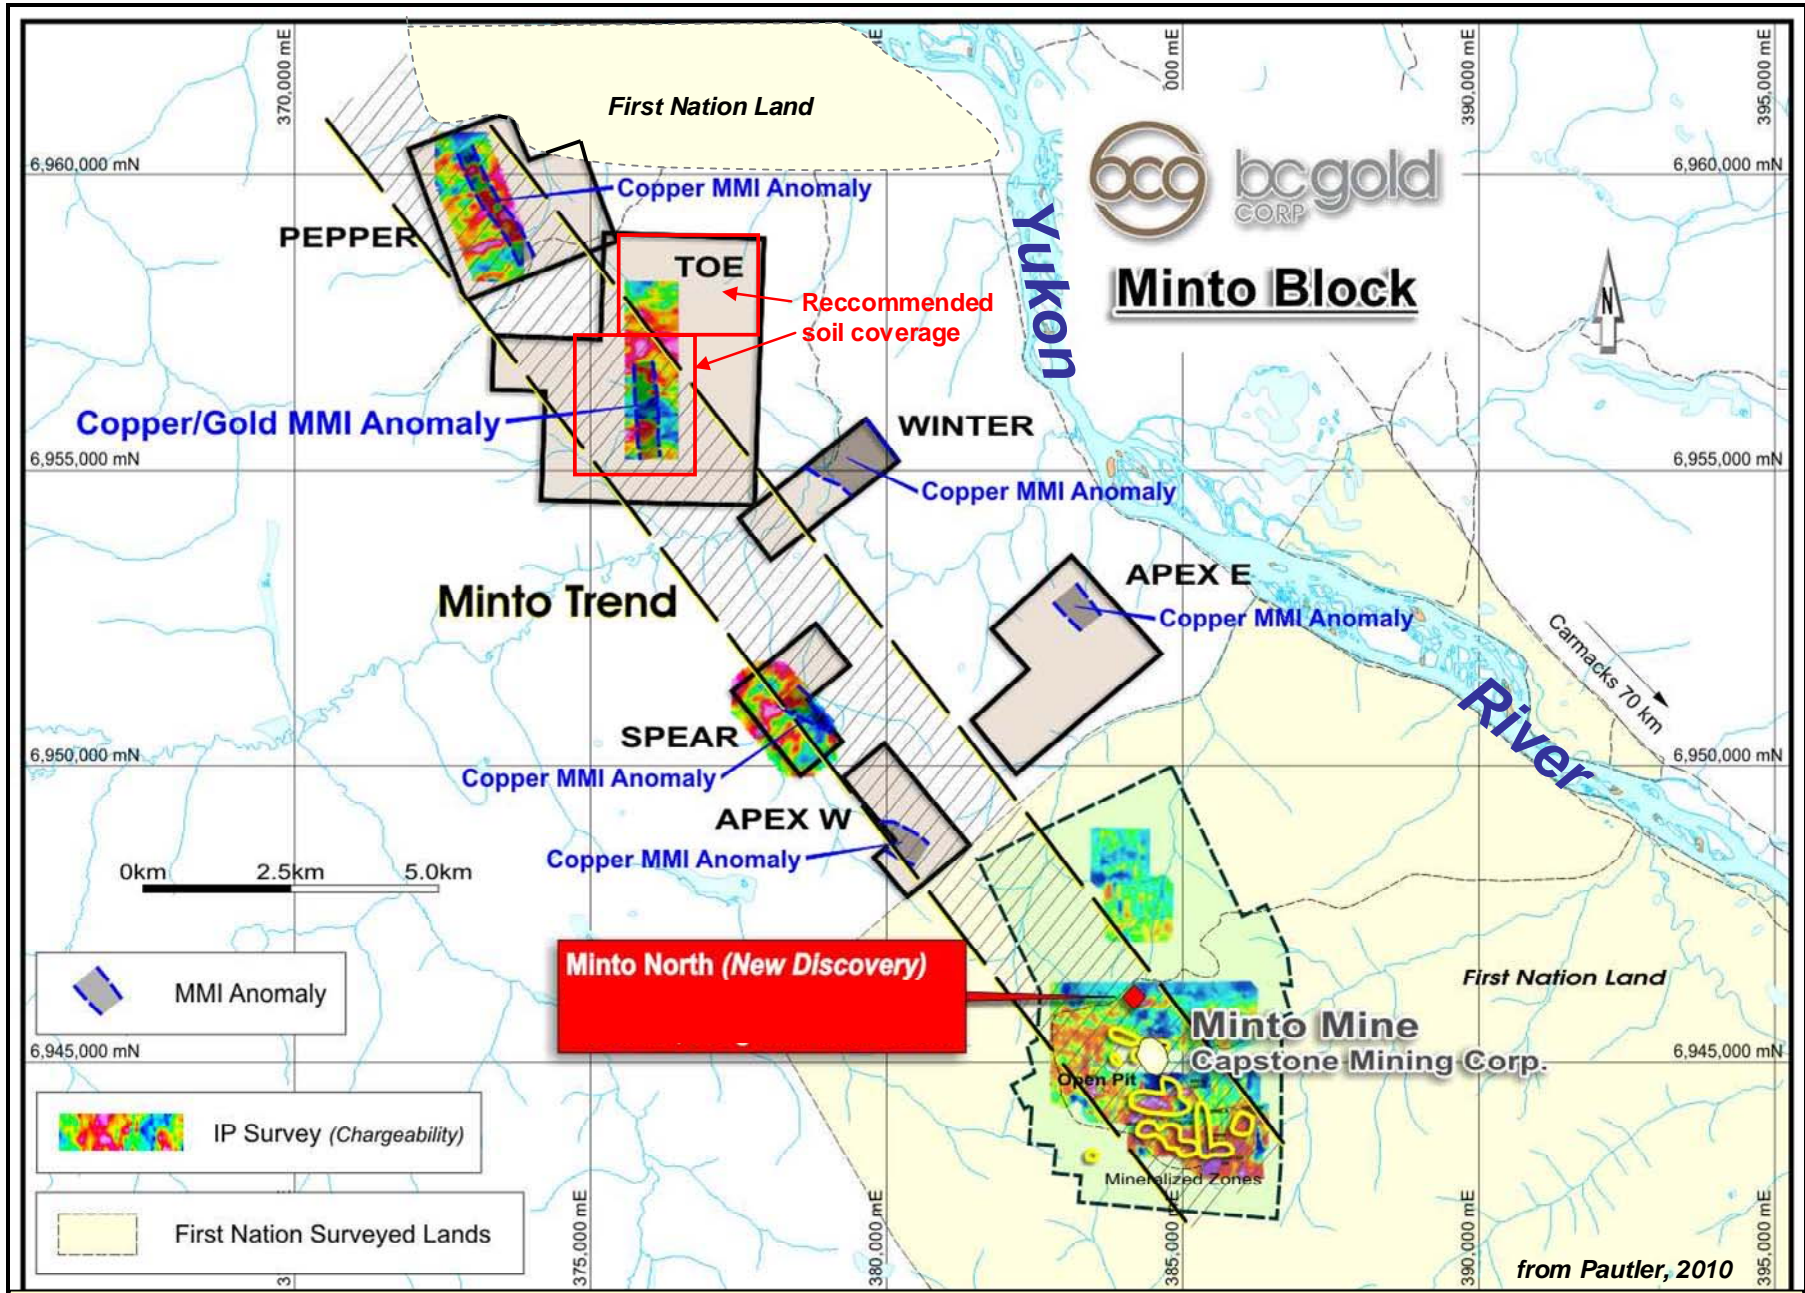 370,000 mE
000 mE
390,000 mE
395,000 mE
First Nation Land
6,960,000 mN
6,960,000 mN
bcg
bcgold
CORP
Copper MMI Anomaly
PEPPER
TOE
Yukon
Minto Block
N
Reccommended
soil coverage
Copper/Gold MMI Anomaly
WINTER
6,955,000 mN
6,955,000 mN
Copper MMI Anomaly
APEX E
Minto Trend
Copper MMI Anomaly
Carmacks 70 km
River
SPEAR
6,950,000 mN
6,950,000 mN
Copper MMI Anomaly
APEX W
Copper MMI Anomaly
0km 2.5km 5.0km
Minto North (New Discovery)
First Nation Land
MMI Anomaly
Minto Mine
Capstone Mining Corp.
6,945,000 mN
6,945,000 mN
Open Pit
IP Survey (Chargeability)
Mineralized Zones
First Nation Surveyed Lands
375,000 mE
380,000 mE
385,000 mE
390,000 mE
395,000 mE
from Pautler, 2010